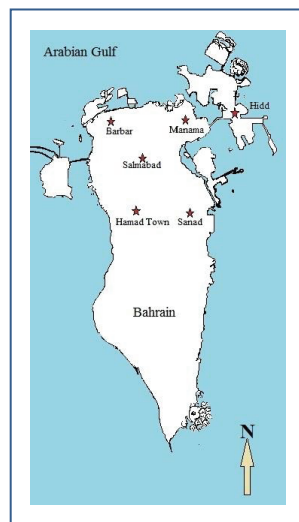 Arabian Gulf
Hidd
Barbar
Manama
Salmabad
Hamad Town
Sanad
Bahrain
N